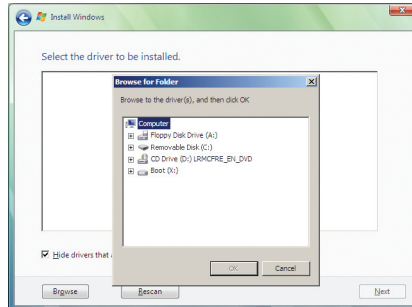 Install Windows
Select the driver to be installed.
Browse for Folder
Browse to the driver(s), and then click OK
Computer
Floppy Disk Drive (A:)
Removable Disk (C:)
CD Drive (D:) LRMCFRE_EN_DVD
Boot (X:)
OK
Cancel
Hide drivers that
Browse
Rescan
Next